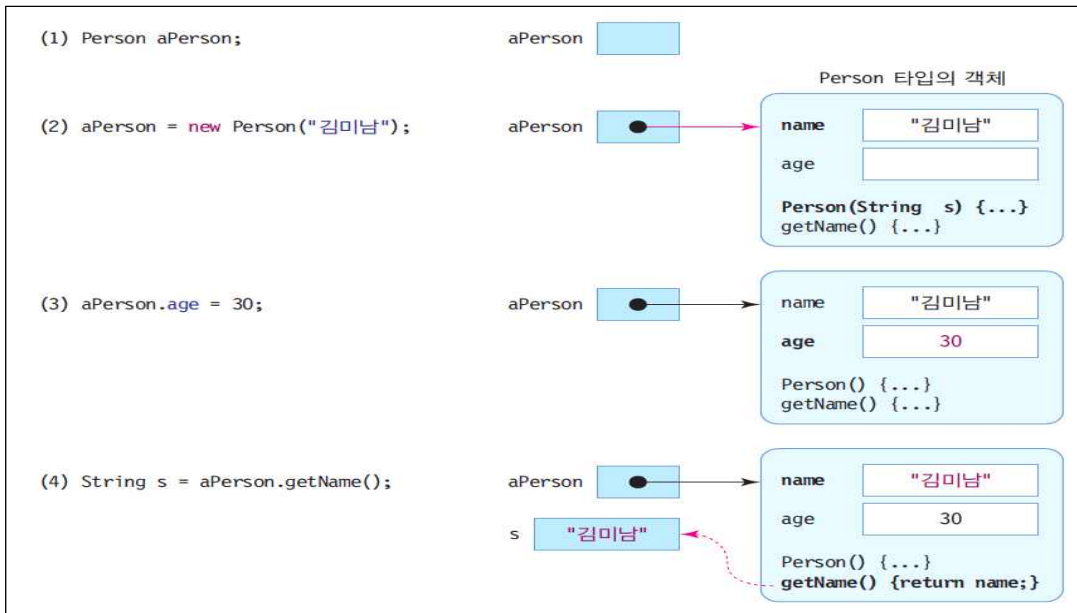 (1) Person aPerson;
aPerson
Person 타입의 객체
(2) aPerson = new Person("김미남");
aPerson
name "김미남"
age
Person(String s) {...}
getName() {...}
(3) aPerson.age = 30;
aPerson
name "김미남"
age 30
Person() {...}
getName() {...}
(4) String s = aPerson.getName();
aPerson
name "김미남"
s "김미남"
age 30
Person() {...}
getName() {return name;}